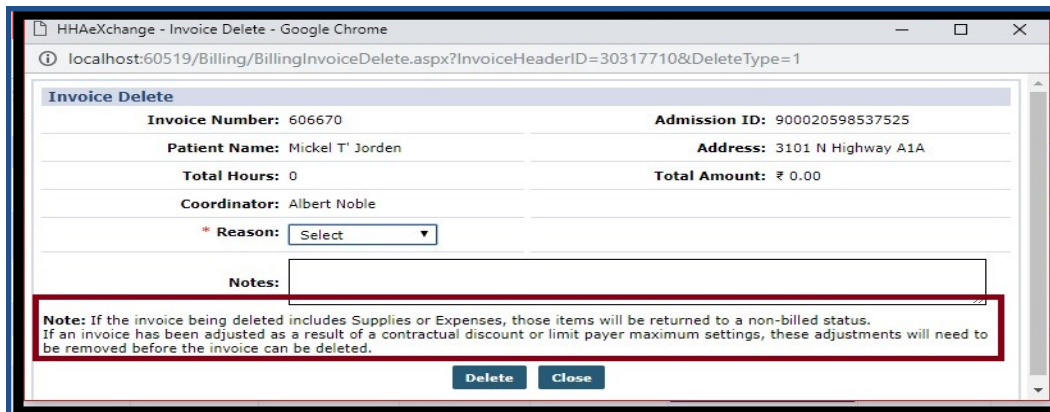 HHAeXchange - Invoice Delete - Google Chrome
localhost:60519/Billing/BillingInvoiceDelete.aspx?InvoiceHeaderID=30317710&DeleteType=1
Invoice Delete
Invoice Number: 606670 Admission ID: 900020598537525
Patient Name: Mickel T' Jorden Address: 3101 N Highway A1A
Total Hours: 0 Total Amount: ₹ 0.00
Coordinator: Albert Noble
* Reason: Select
Notes:
Note: If the invoice being deleted includes Supplies or Expenses, those items will be returned to a non-billed status.
If an invoice has been adjusted as a result of a contractual discount or limit payer maximum settings, these adjustments will need to
be removed before the invoice can be deleted.
Delete Close